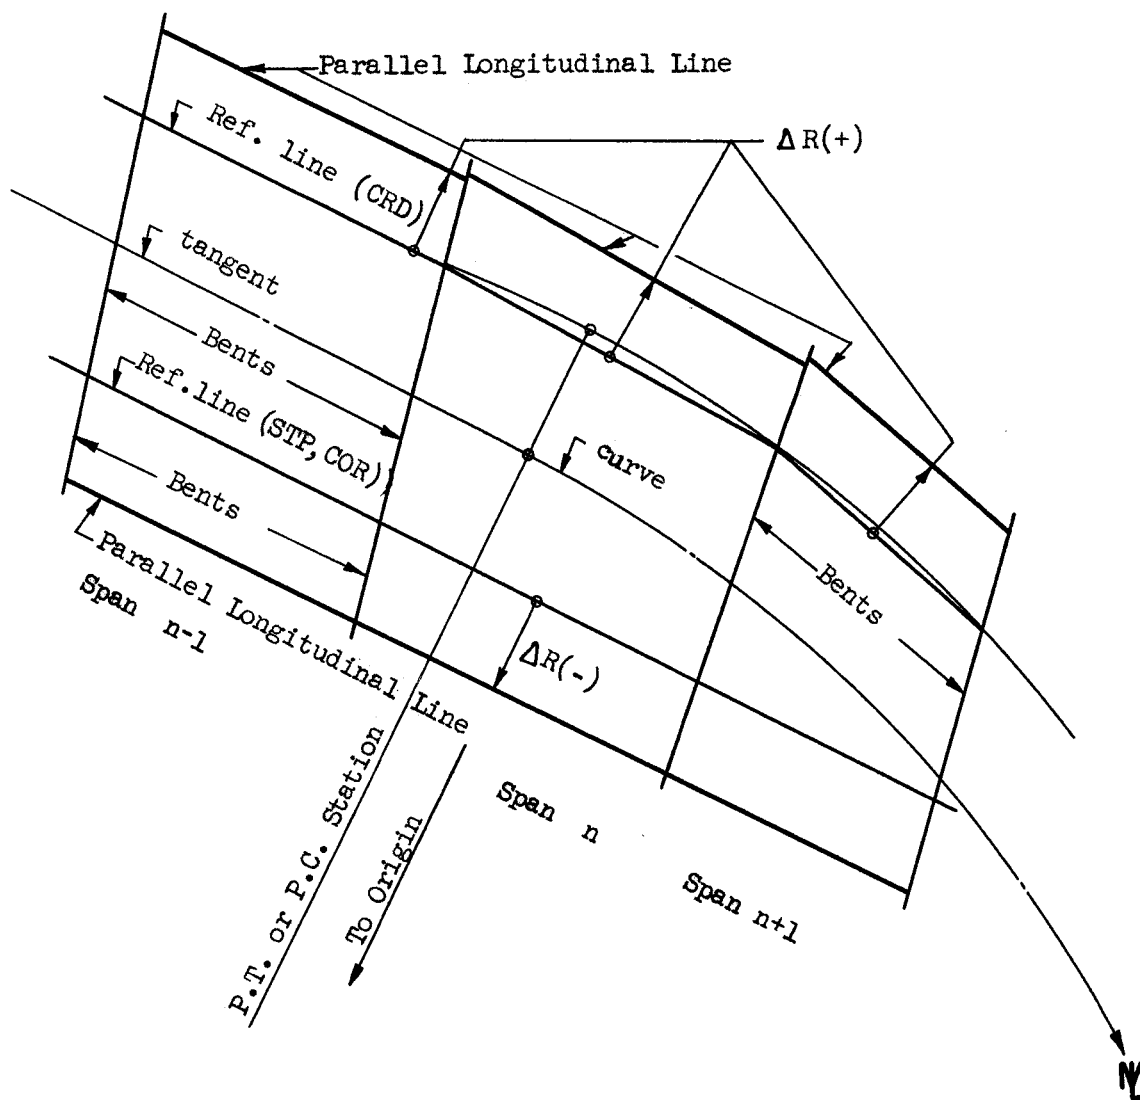 Parallel Longitudinal Line
Δ R(+)
Ref. line (CRD)
tangent
Bents
Ref.line (STP, COR))
curve
Bents
Bents
Parallel Longitudinal Line
Span n-1
ΔR(-)
P.T. or P.C. Station
To Origin
Span n
Span n+1